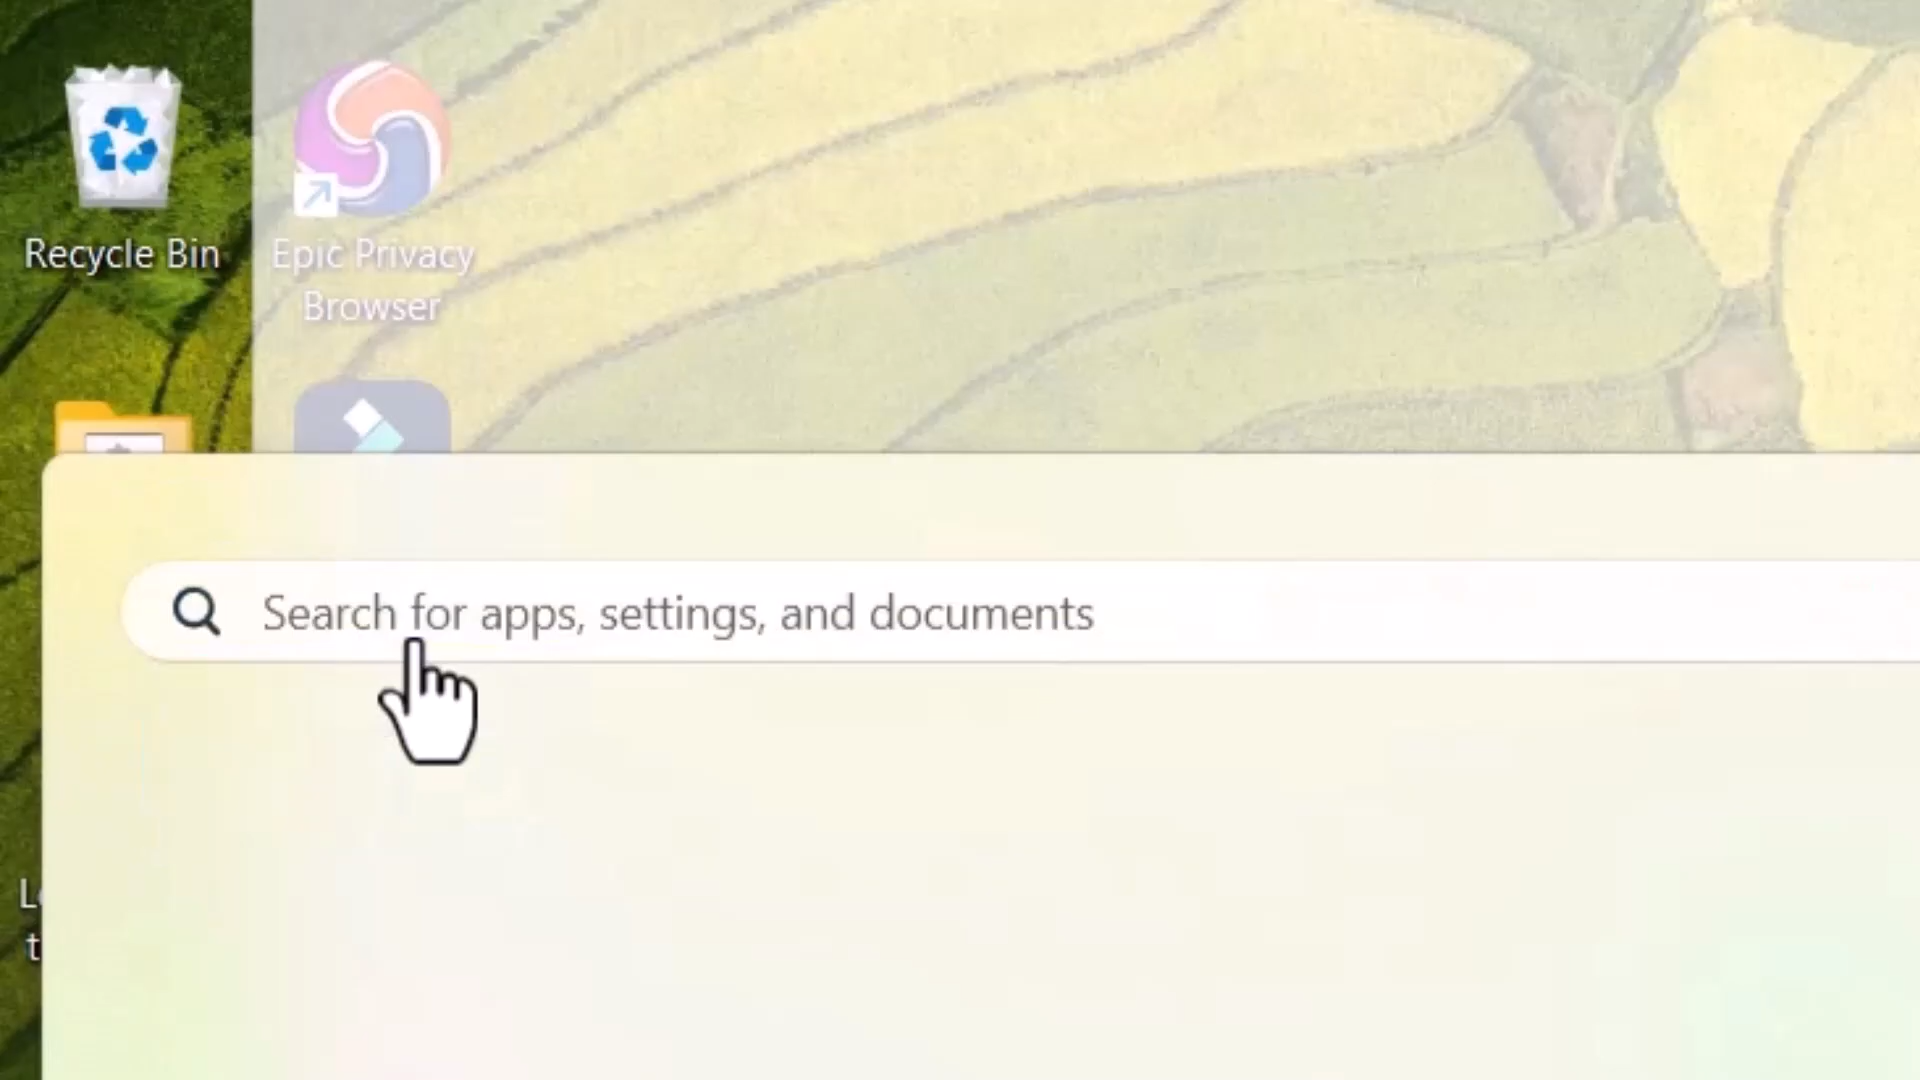 Recycle Bin
Epic Privacy
Browser
Search for apps, settings, and documents